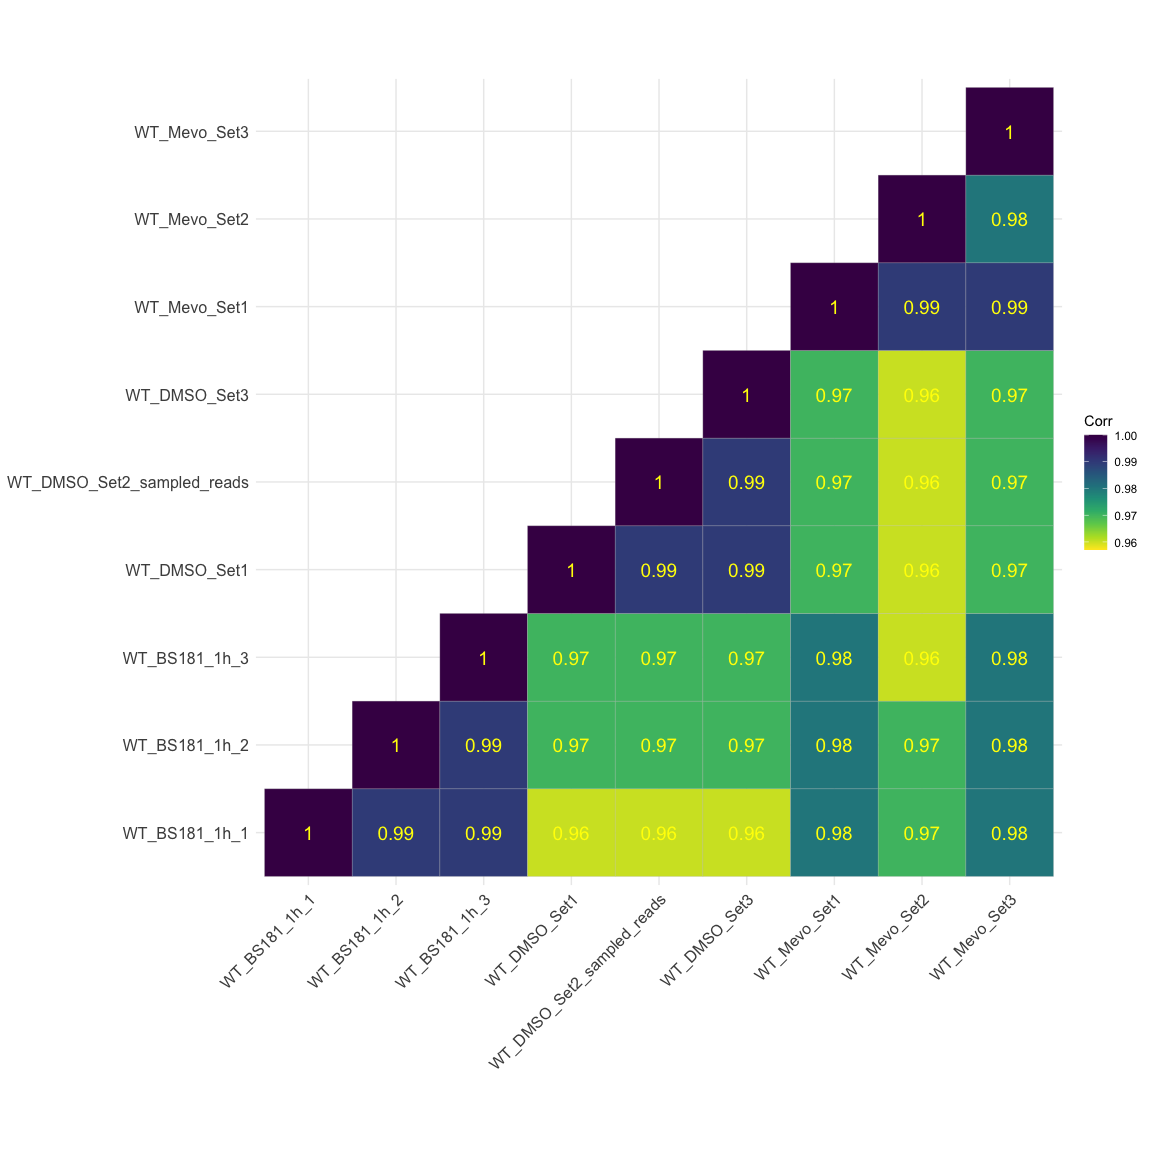 WT_Mevo_Set3
1
WT_Mevo_Set2
1 0.98
WT_Mevo_Set1
1 0.99 0.99
WT_DMSO_Set3
1 0.97 0.96 0.97
WT_DMSO_Set2_sampled_reads
1 0.99 0.97 0.96 0.97
WT_DMSO_Set1
1 0.99 0.99 0.97 0.96 0.97
WT_BS181_1h_3
1 0.97 0.97 0.97 0.98 0.96 0.98
WT_BS181_1h_2
1 0.99 0.97 0.97 0.97 0.98 0.97 0.98
WT_BS181_1h_1
1 0.99 0.99 0.96 0.96 0.96 0.98 0.97 0.98
WT_BS181_1h_1
WT_BS181_1h_2
WT_BS181_1h_3
WT_DMSO_Set1
WT_DMSO_Set2_sampled_reads
WT_DMSO_Set3
WT_Mevo_Set1
WT_Mevo_Set2
WT_Mevo_Set3
Corr
1.00
0.99
0.98
0.97
0.96